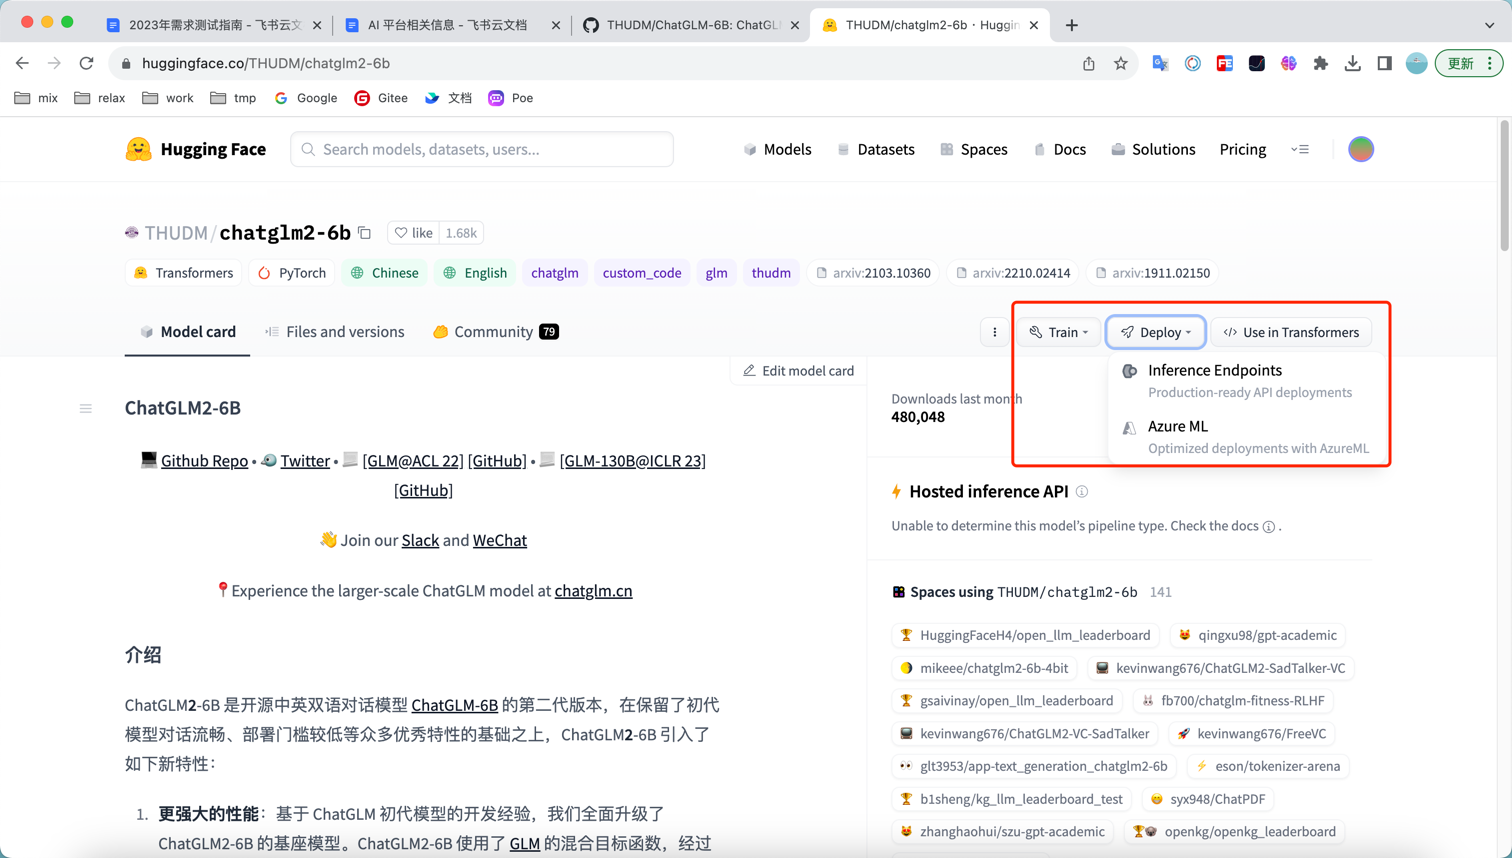 2023年需求测试指南 - 飞书云文
AI 平台相关信息 - 飞书云文档
THUDM/ChatGLM-6B: ChatGL
THUDM/chatglm2-6b · Huggin
huggingface.co/THUDM/chatglm2-6b
更新
mix relax work tmp Google Gitee 文档 Poe
Hugging Face
Search models, datasets, users...
Models Datasets Spaces Docs Solutions Pricing
THUDM/chatglm2-6b
like 1.68k
Transformers PyTorch Chinese English chatglm custom_code glm thudm arxiv:2103.10360 arxiv:2210.02414 arxiv:1911.02150
Model card Files and versions Community 79
Train Deploy </> Use in Transformers
Inference Endpoints
Production-ready API deployments
Azure ML
Optimized deployments with AzureML
Edit model card
ChatGLM2-6B
Github Repo • Twitter • [GLM@ACL 22] [GitHub] • [GLM-130B@ICLR 23]
[GitHub]
Join our Slack and WeChat
Experience the larger-scale ChatGLM model at chatglm.cn
介绍
ChatGLM2-6B 是开源中英双语对话模型 ChatGLM-6B 的第二代版本，在保留了初代
模型对话流畅、部署门槛较低等众多优秀特性的基础之上，ChatGLM2-6B 引入了
如下新特性：
1. 更强大的性能：基于 ChatGLM 初代模型的开发经验，我们全面升级了
ChatGLM2-6B 的基座模型。ChatGLM2-6B 使用了 GLM 的混合目标函数，经过
Downloads last month
480,048
Hosted inference API
Unable to determine this model's pipeline type. Check the docs .
Spaces using THUDM/chatglm2-6b 141
HuggingFaceH4/open_llm_leaderboard
qingxu98/gpt-academic
mikeee/chatglm2-6b-4bit
kevinwang676/ChatGLM2-SadTalker-VC
gsaivinay/open_llm_leaderboard
fb700/chatglm-fitness-RLHF
kevinwang676/ChatGLM2-VC-SadTalker
kevinwang676/FreeVC
glt3953/app-text_generation_chatglm2-6b
eson/tokenizer-arena
b1sheng/kg_llm_leaderboard_test
syx948/ChatPDF
zhanghaohui/szu-gpt-academic
openkg/openkg_leaderboard